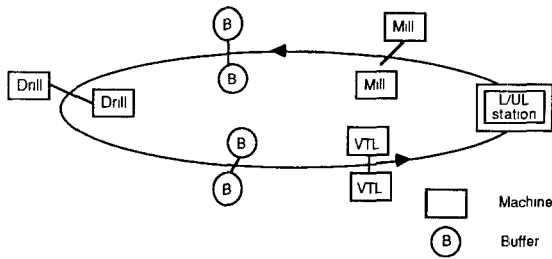 B
Mill
B
Mill
Drill
Drill
L/UL
station
B
VTL
B
VTL
Machine
B
Buffer